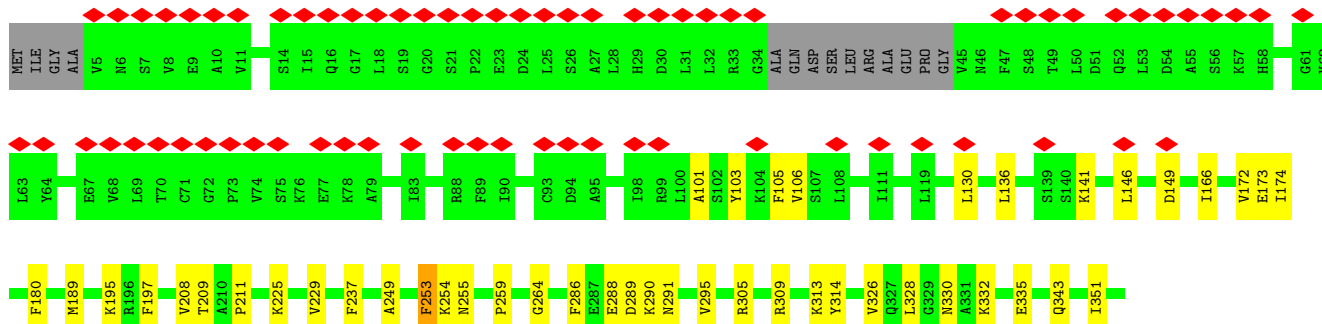 MET ILE GLY ALA V5 N6 S7 V8 E9 A10 V11 S14 I15 Q16 G17 L18 S19 G20 S21 P22 E23 D24 L25 S26 A27 L28 H29 D30 L31 L32 R33 G34 ALA GLN ASP SER LEU ARG ALA GLU PRO GLY V45 N46 F47 S48 T49 L50 D51 Q52 L53 D54 A55 S56 K57 H58 G61
L63 Y64 E67 V68 L69 T70 C71 G72 P73 V74 S75 K76 E77 K78 A79 I83 R88 F89 I90 C93 D94 A95 I98 R99 L100 A101 S102 Y103 K104 F105 V106 S107 L108 I111 L119 L130 L136 S139 S140 K141 L146 D149 I166 V172 E173 I174
F180 M189 K195 R196 F197 V208 T209 A210 P211 K225 V229 F237 A249 F253 K254 N255 P259 G264 F286 E287 E288 D289 K290 N291 V295 R305 R309 K313 Y314 V326 Q327 L328 G329 N330 A331 K332 E335 Q343 I351